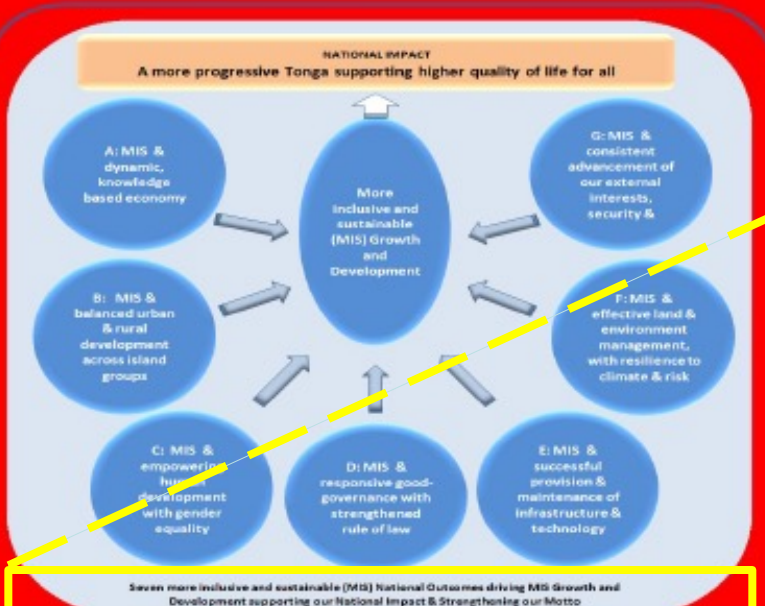 NATIONAL IMPACT
A more progressive Tonga supporting higher quality of life for all
A: MIS &
dynamic,
knowledge
based economy
More
inclusive and
sustainable
(MIS) Growth
and
Development
G: MIS &
consistent
advancement of
our external
interests,
security &
B: MIS &
balanced urban
& rural
development
across island
groups
F: MIS &
effective land &
environment
management,
with resilience to
climate & risk
C: MIS &
empowering
human
development
with gender
equality
D: MIS &
responsive good-
governance with
strengthened
rule of law
E: MIS &
successful
provision &
maintenance of
infrastructure &
technology
Seven more inclusive and sustainable (MIS) National Outcomes driving MIS Growth and
Development supporting our National Impact & Strengthening our Motto